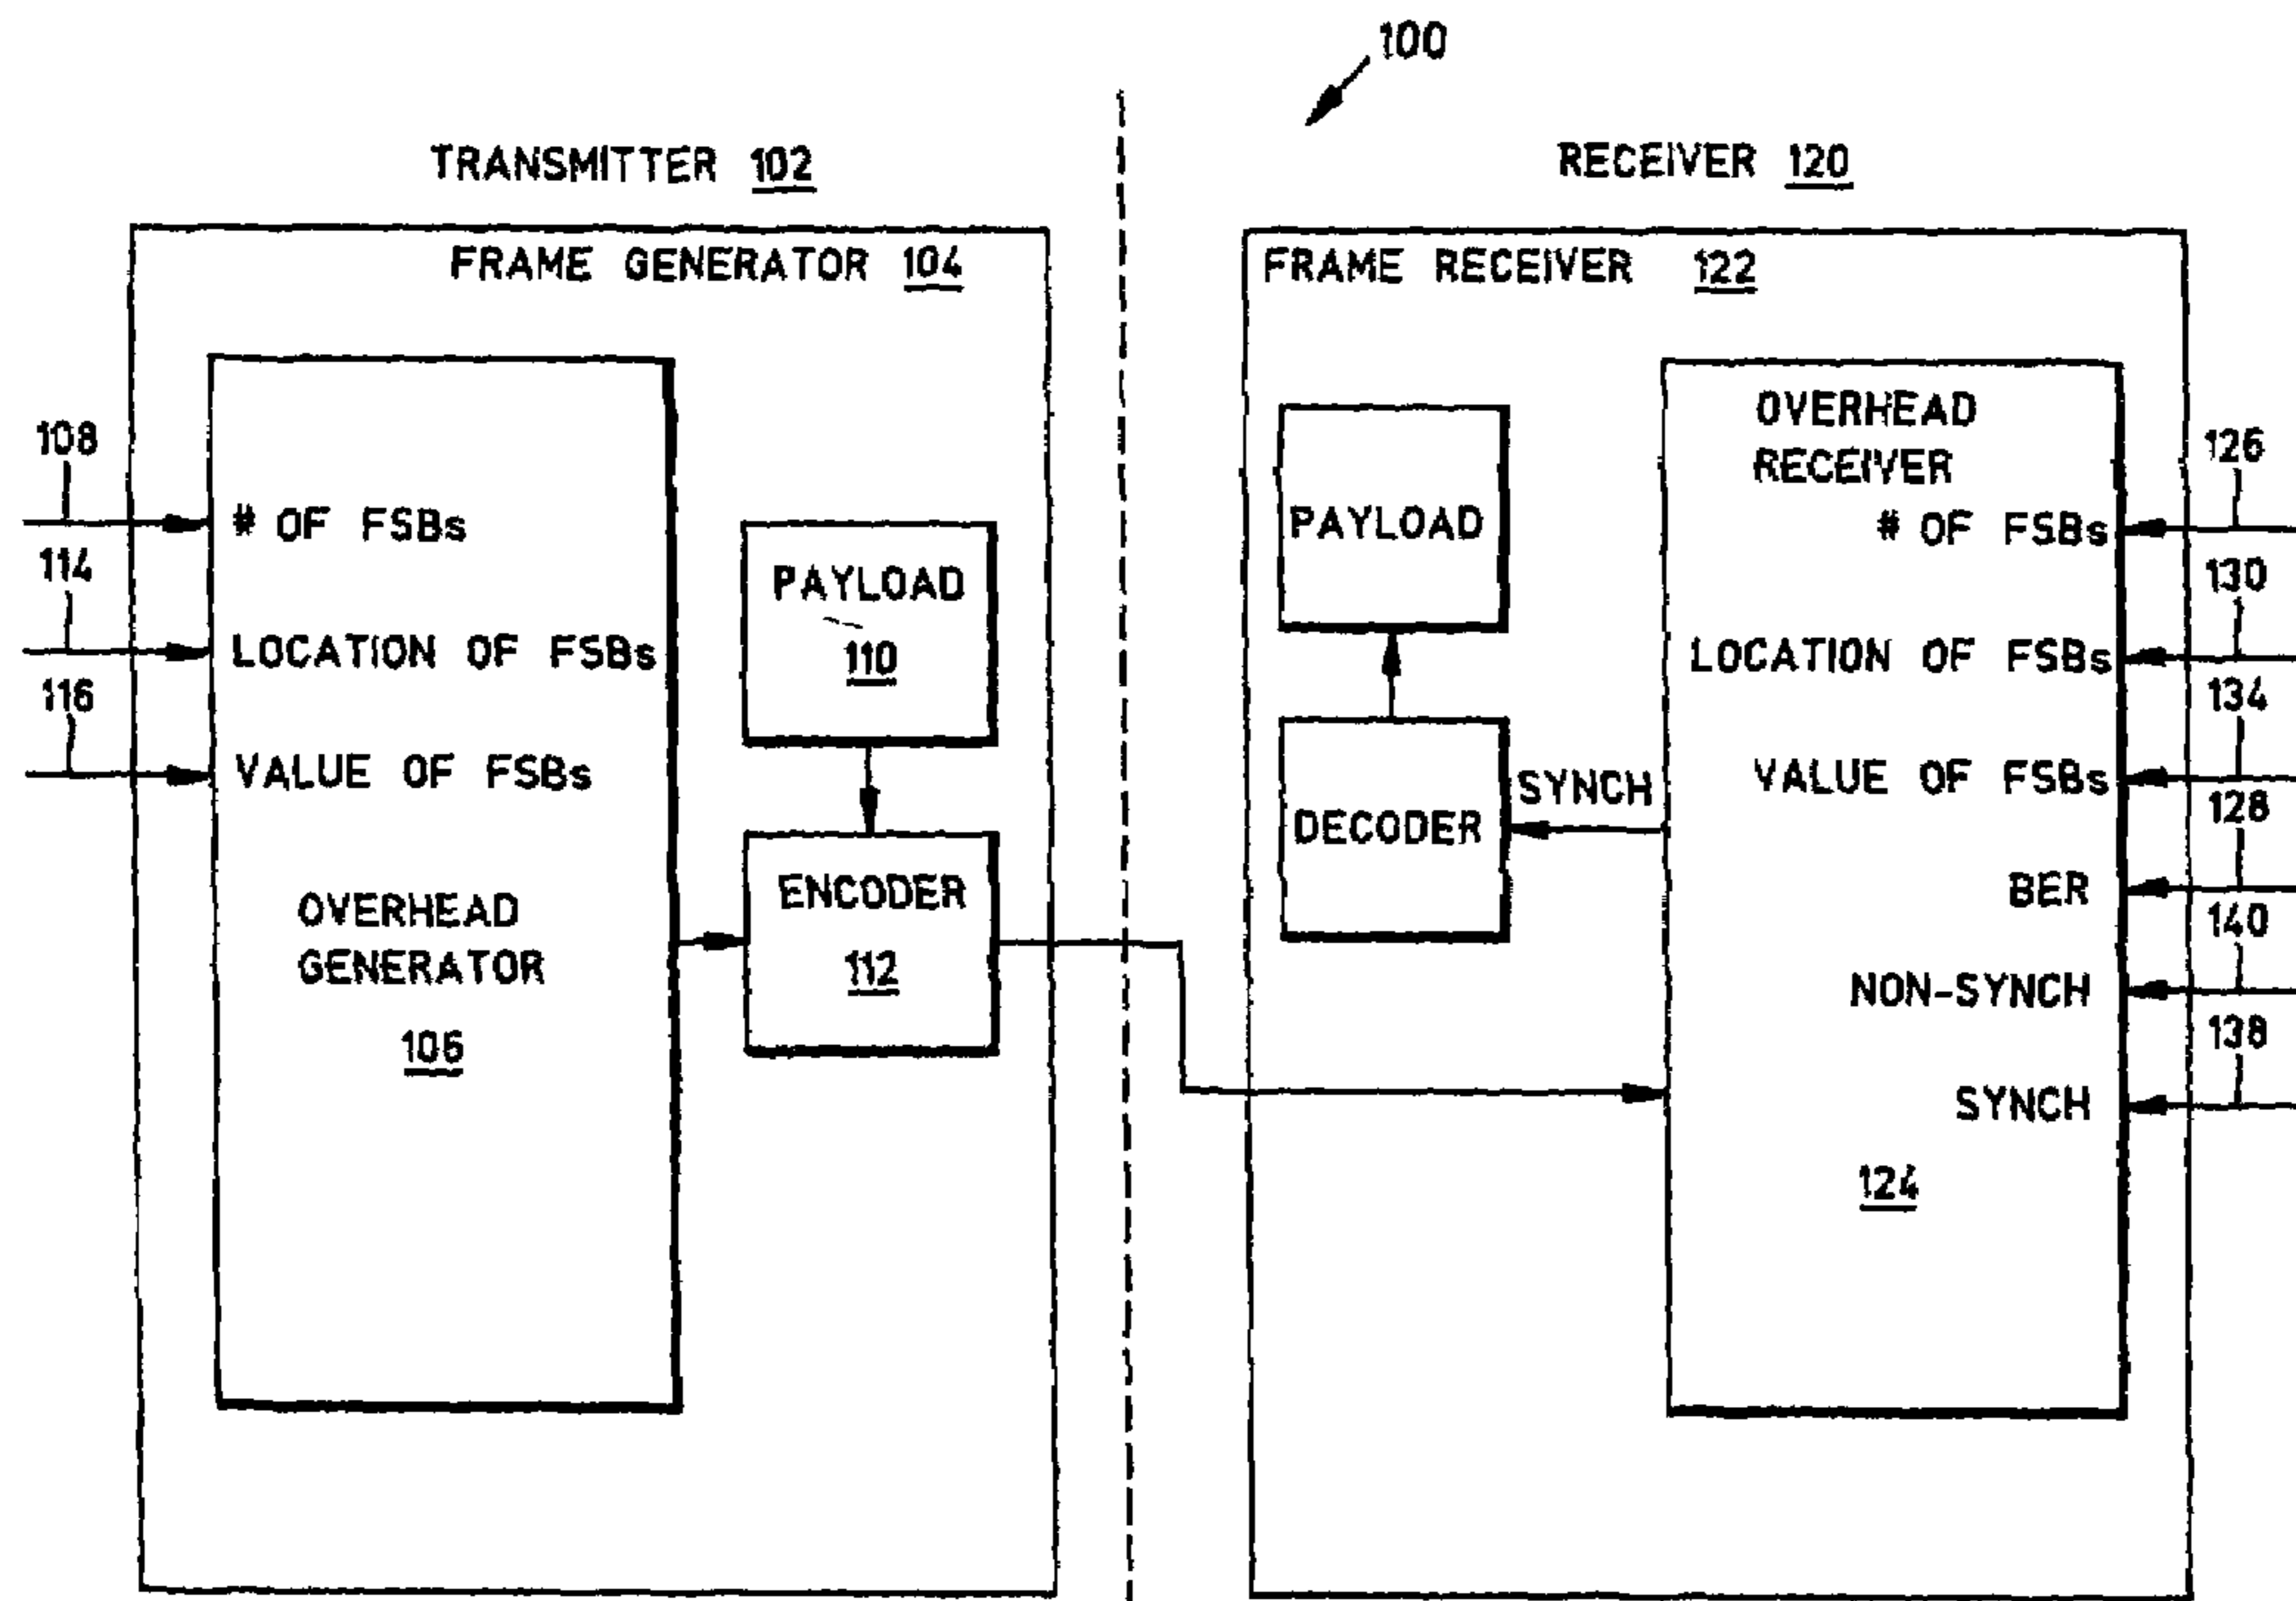 100
TRANSMITTER 102
RECEIVER 120
FRAME GENERATOR 104
108
# OF FSBs
114
LOCATION OF FSBs
116
VALUE OF FSBs
OVERHEAD
GENERATOR
106
PAYLOAD
110
ENCODER
112
FRAME RECEIVER 122
PAYLOAD
DECODER
SYNCH
OVERHEAD
RECEIVER
126
# OF FSBs
130
LOCATION OF FSBs
134
VALUE OF FSBs
128
BER
140
NON-SYNCH
138
SYNCH
124